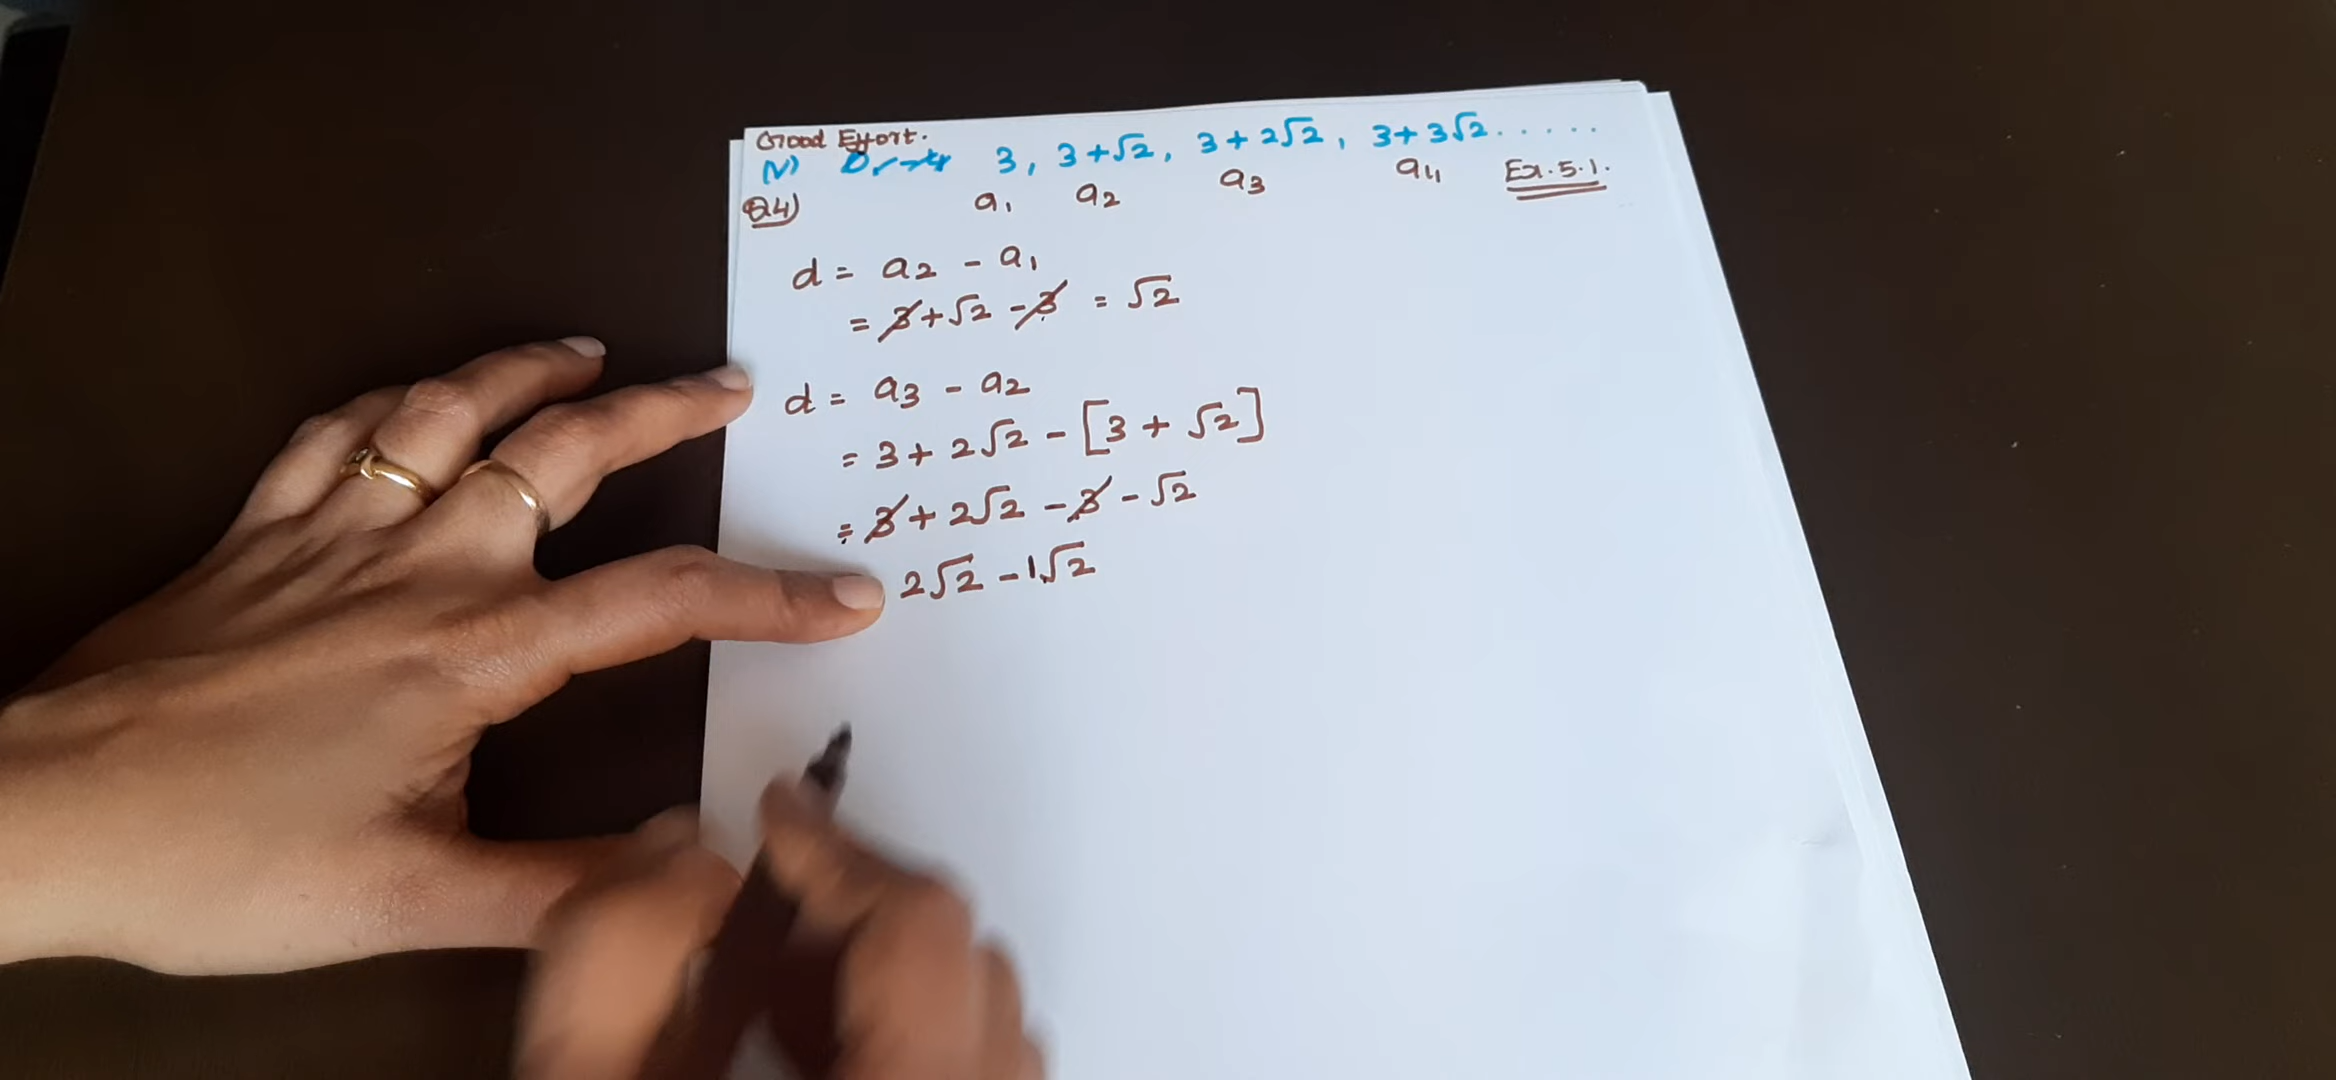 Good Effort.
(V) 3, 3+√2, 3+2√2, 3+3√2.....
Q4) a₁ a₂ a₃ a₄ Ex.5.1.
d = a₂ - a₁
= 3+√2 -3 = √2
d = a₃ - a₂
= 3+ 2√2 - [3 + √2]
= 3+ 2√2 - 3 - √2
2√2 - 1√2